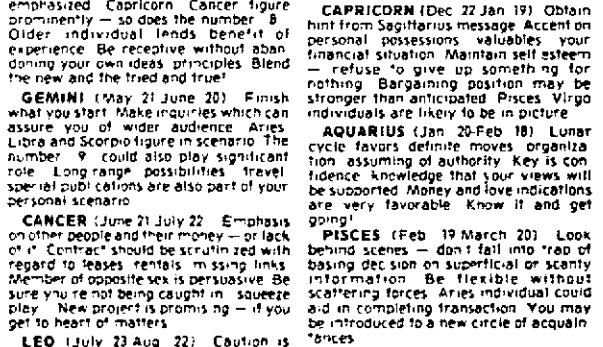 emphasized Capricorn Cancer figure
prominently — so does the number 8
Older individual lends benefit of
experience Be receptive without aban
doning your own ideas principles Blend
the new and the tried and true!
GEMINI (May 21 June 20) Finish
what you start Make inquiries which can
assure you of wider audience Aries
Libra and Scorpio figure in scenario The
number 9 could also play significant
role Long range possibilities travel
special publications are also part of your
personal scenario
CANCER (June 21 July 22 Emphasis
on other people and their money — or lack
of it Contract should be scrutinized with
regard to leases rentals missing links
Member of opposite sex is persuasive Be
sure you re not being caught in squeeze
play New project is promising — if you
get to heart of matters
LEO (July 23 Aug 22) Caution is
CAPRICORN (Dec 22 Jan 19) Obtain
hint from Sagittarius message Accent on
personal possessions valuables your
financial situation Maintain self esteem
— refuse to give up something for
nothing Bargaining position may be
stronger than anticipated Pisces Virgo
individuals are likely to be in picture
AQUARIUS (Jan 20-Feb 18) Lunar
cycle favors definite moves organiza
tion assuming of authority Key is con
fidence knowledge that your views will
be supported Money and love indications
are very favorable Know it and get
going!
PISCES (Feb 19 March 20) Look
behind scenes — don t fall into trap of
basing decision on superficial or scanty
information Be flexible without
scattering forces Aries individual could
aid in completing transaction You may
be introduced to a new circle of acquain
tances